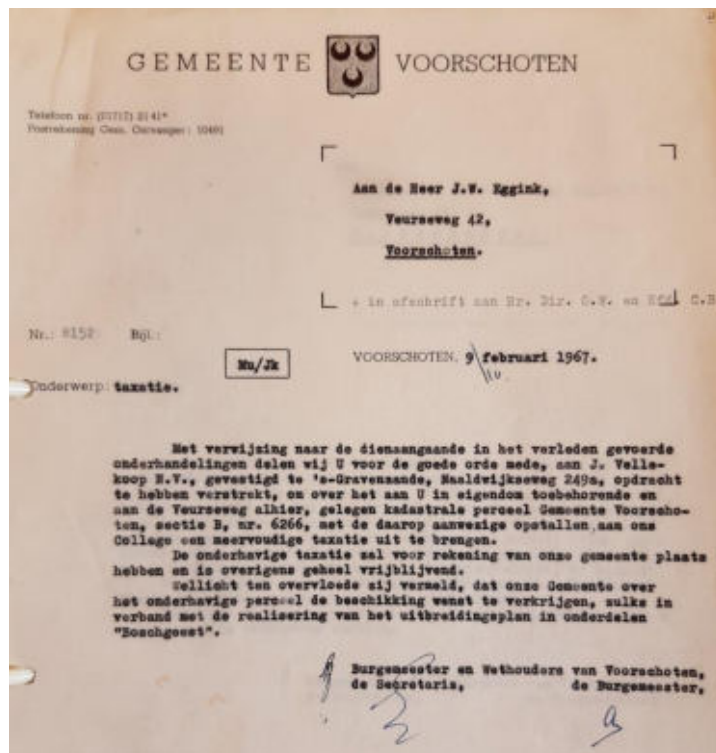 GEMEENTE VOORSCHOTEN
Telefoon nr. (01717) 2141*
Postrekening Gem. Ontvanger: 10491
Aan de Heer J.W. Eggink,
Veurseweg 42,
Voorschoten.
+ in afschrift aan Hr. Dir. O.W. en
Nr.: 8152 Bijl.:
Mu/Jk
VOORSCHOTEN, 9 februari 1967.
Onderwerp: taxatie.
Met verwijzing naar de dienaangaande in het verleden gevoerde
onderhandelingen delen wij U voor de goede orde mede, aan J. Velle-
koop N.V., gevestigd te 's-Gravenzande, Naaldwijkseweg 249a, opdracht
te hebben verstrekt, om over het aan U in eigendom toebehorende en
aan de Veurseweg alhier, gelegen kadastrale perceel Gemeente Voorscho-
ten, sectie B, nr. 6266, met de daarop aanwezige opstallen, aan ons
College een meervoudige taxatie uit te brengen.
De onderhavige taxatie zal voor rekening van onze gemeente plaats
hebben en is overigens geheel vrijblijvend.
Wellicht ten overvloede zij vermeld, dat onze Gemeente over
het onderhavige perceel de beschikking wenst te verkrijgen, zulks in
verband met de realisering van het uitbreidingsplan in onderdelen
"Boschgeest".
Burgemeester en Wethouders van Voorschoten,
de Secretaris, de Burgemeester,